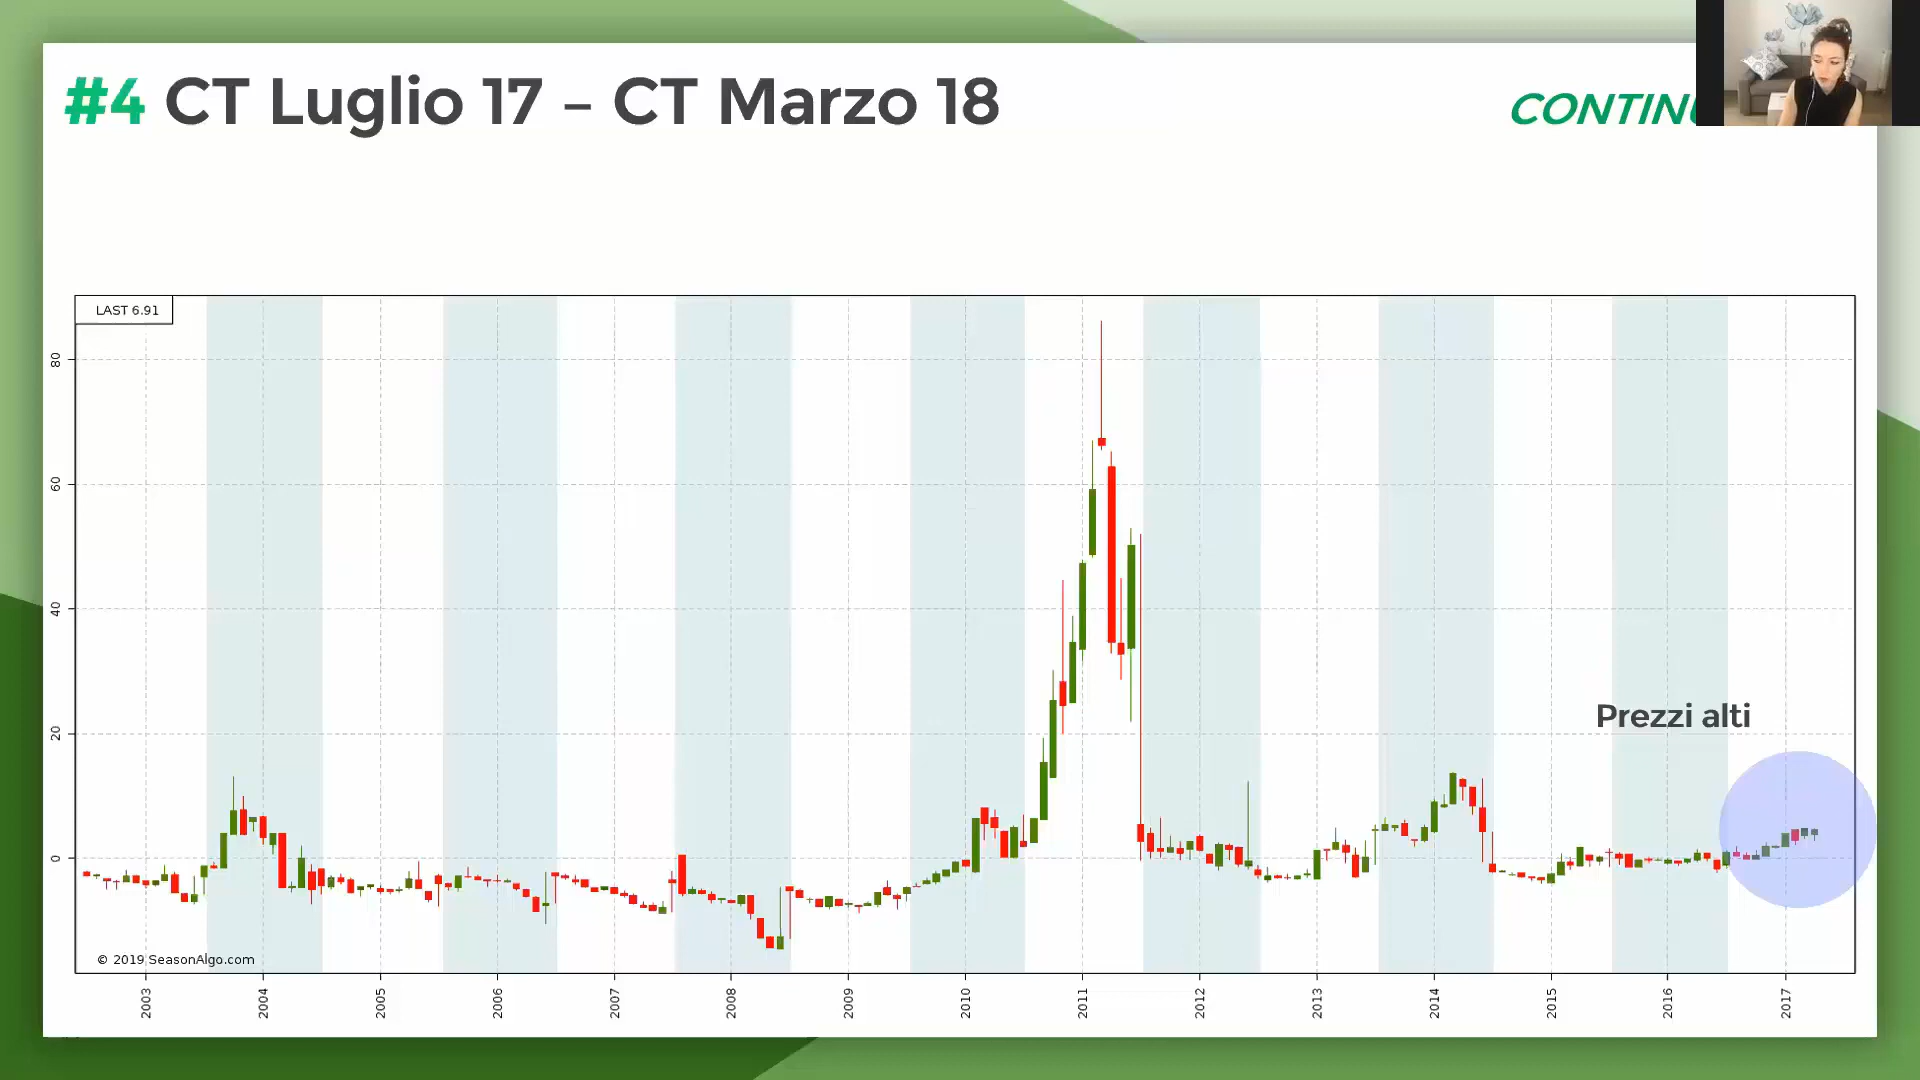 #4 CT Luglio 17 – CT Marzo 18
CONTINU
LAST 6.91
80
60
40
20
0
Prezzi alti
© 2019 SeasonAlgo.com
2003 2004 2005 2006 2007 2008 2009 2010 2011 2012 2013 2014 2015 2016 2017